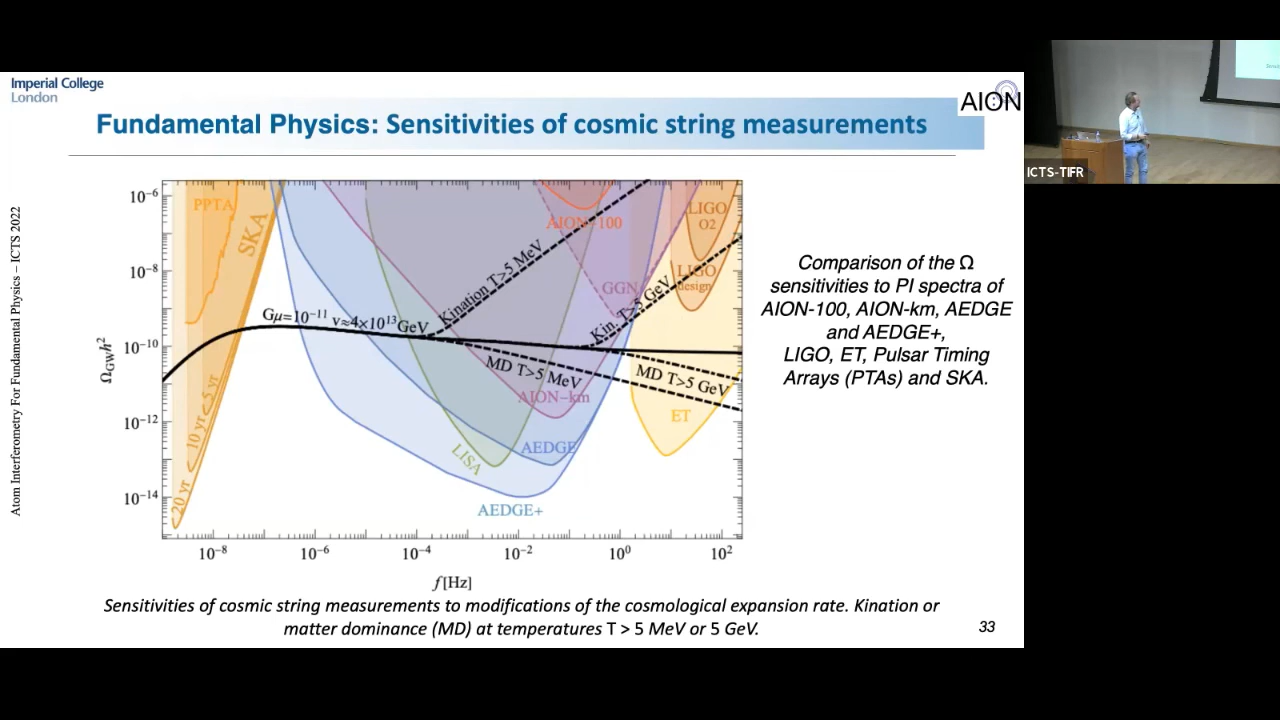 Imperial College
London
AION
Fundamental Physics: Sensitivities of cosmic string measurements
Atom Interferometry For Fundamental Physics – ICTS 2022
ICTS-TIFR
10⁻⁶
10⁻⁸
10⁻¹⁰
10⁻¹²
10⁻¹⁴
Ω_GW h²
PPTA
SKA
AION-100
LIGO
O2
LIGO
design
GGN
Kination T>5 MeV
Kin. T>5 GeV
Gμ=10⁻¹¹ v≈4×10¹³GeV
MD T>5 MeV
MD T>5 GeV
AION-km
ET
10 yr
5 yr
20 yr
LISA
AEDGE
AEDGE+
10⁻⁸ 10⁻⁶ 10⁻⁴ 10⁻² 10⁰ 10²
f [Hz]
Comparison of the Ω
sensitivities to PI spectra of
AION-100, AION-km, AEDGE
and AEDGE+,
LIGO, ET, Pulsar Timing
Arrays (PTAs) and SKA.
Sensitivities of cosmic string measurements to modifications of the cosmological expansion rate. Kination or
matter dominance (MD) at temperatures T > 5 MeV or 5 GeV.
33